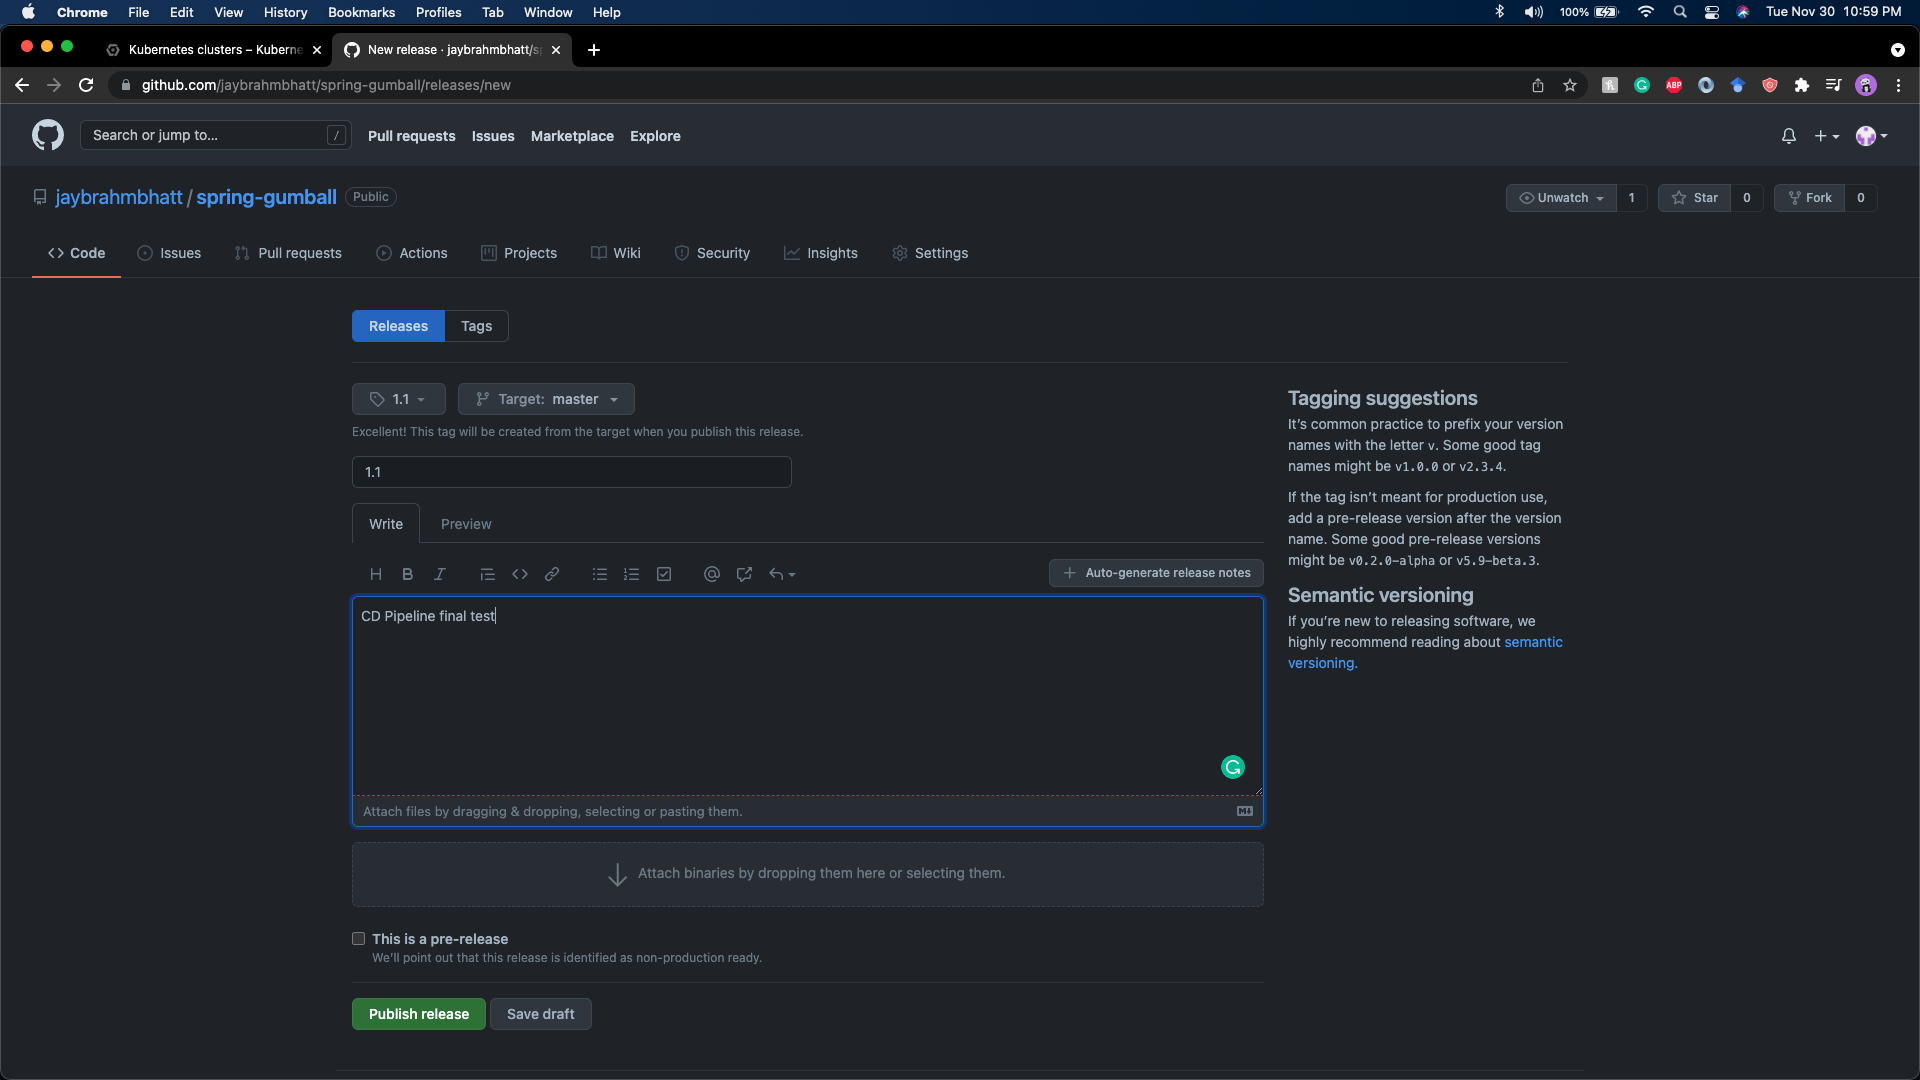 Chrome File Edit View History Bookmarks Profiles Tab Window Help 100% Tue Nov 30 10:59 PM
Kubernetes clusters – Kuberne New release · jaybrahmbhatt/sp
github.com/jaybrahmbhatt/spring-gumball/releases/new ABP
Search or jump to... / Pull requests Issues Marketplace Explore
jaybrahmbhatt / spring-gumball Public Unwatch 1 Star 0 Fork 0
Code Issues Pull requests Actions Projects Wiki Security Insights Settings
Releases Tags
1.1 Target: master
Excellent! This tag will be created from the target when you publish this release.
1.1
Write Preview
H B I Auto-generate release notes
CD Pipeline final test
Attach files by dragging & dropping, selecting or pasting them.
Attach binaries by dropping them here or selecting them.
This is a pre-release
We'll point out that this release is identified as non-production ready.
Publish release Save draft
Tagging suggestions
It's common practice to prefix your version
names with the letter v. Some good tag
names might be v1.0.0 or v2.3.4.
If the tag isn't meant for production use,
add a pre-release version after the version
name. Some good pre-release versions
might be v0.2.0-alpha or v5.9-beta.3.
Semantic versioning
If you're new to releasing software, we
highly recommend reading about semantic
versioning.